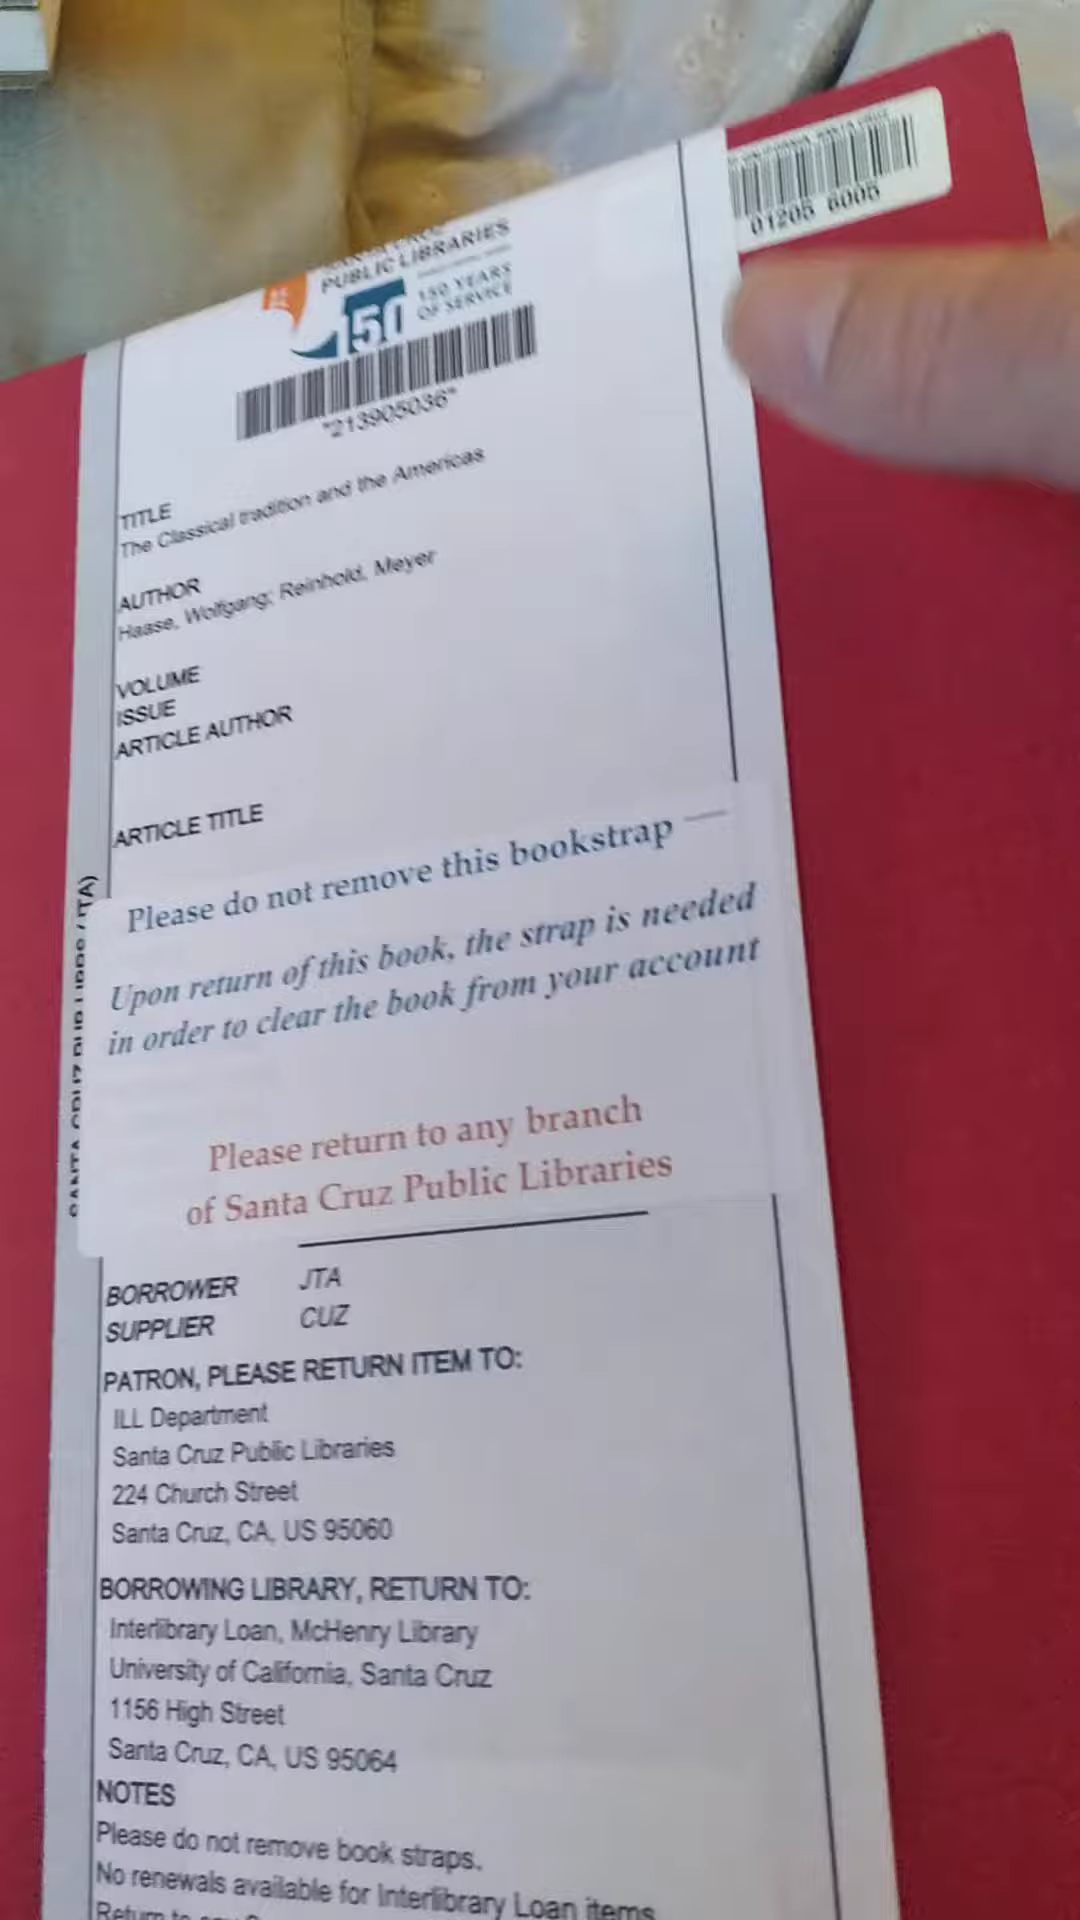 01205 6005
PUBLIC LIBRARIES
150 YEARS
OF SERVICE
*213905036*
TITLE
The Classical tradition and the Americas
AUTHOR
Haase, Wolfgang; Reinhold, Meyer
VOLUME
ISSUE
ARTICLE AUTHOR
ARTICLE TITLE
Please do not remove this bookstrap
Upon return of this book, the strap is needed
in order to clear the book from your account
Please return to any branch
of Santa Cruz Public Libraries
BORROWER JTA
SUPPLIER CUZ
PATRON, PLEASE RETURN ITEM TO:
ILL Department
Santa Cruz Public Libraries
224 Church Street
Santa Cruz, CA, US 95060
BORROWING LIBRARY, RETURN TO:
Interlibrary Loan, McHenry Library
University of California, Santa Cruz
1156 High Street
Santa Cruz, CA, US 95064
NOTES
Please do not remove book straps.
No renewals available for Interlibrary Loan items
Return to